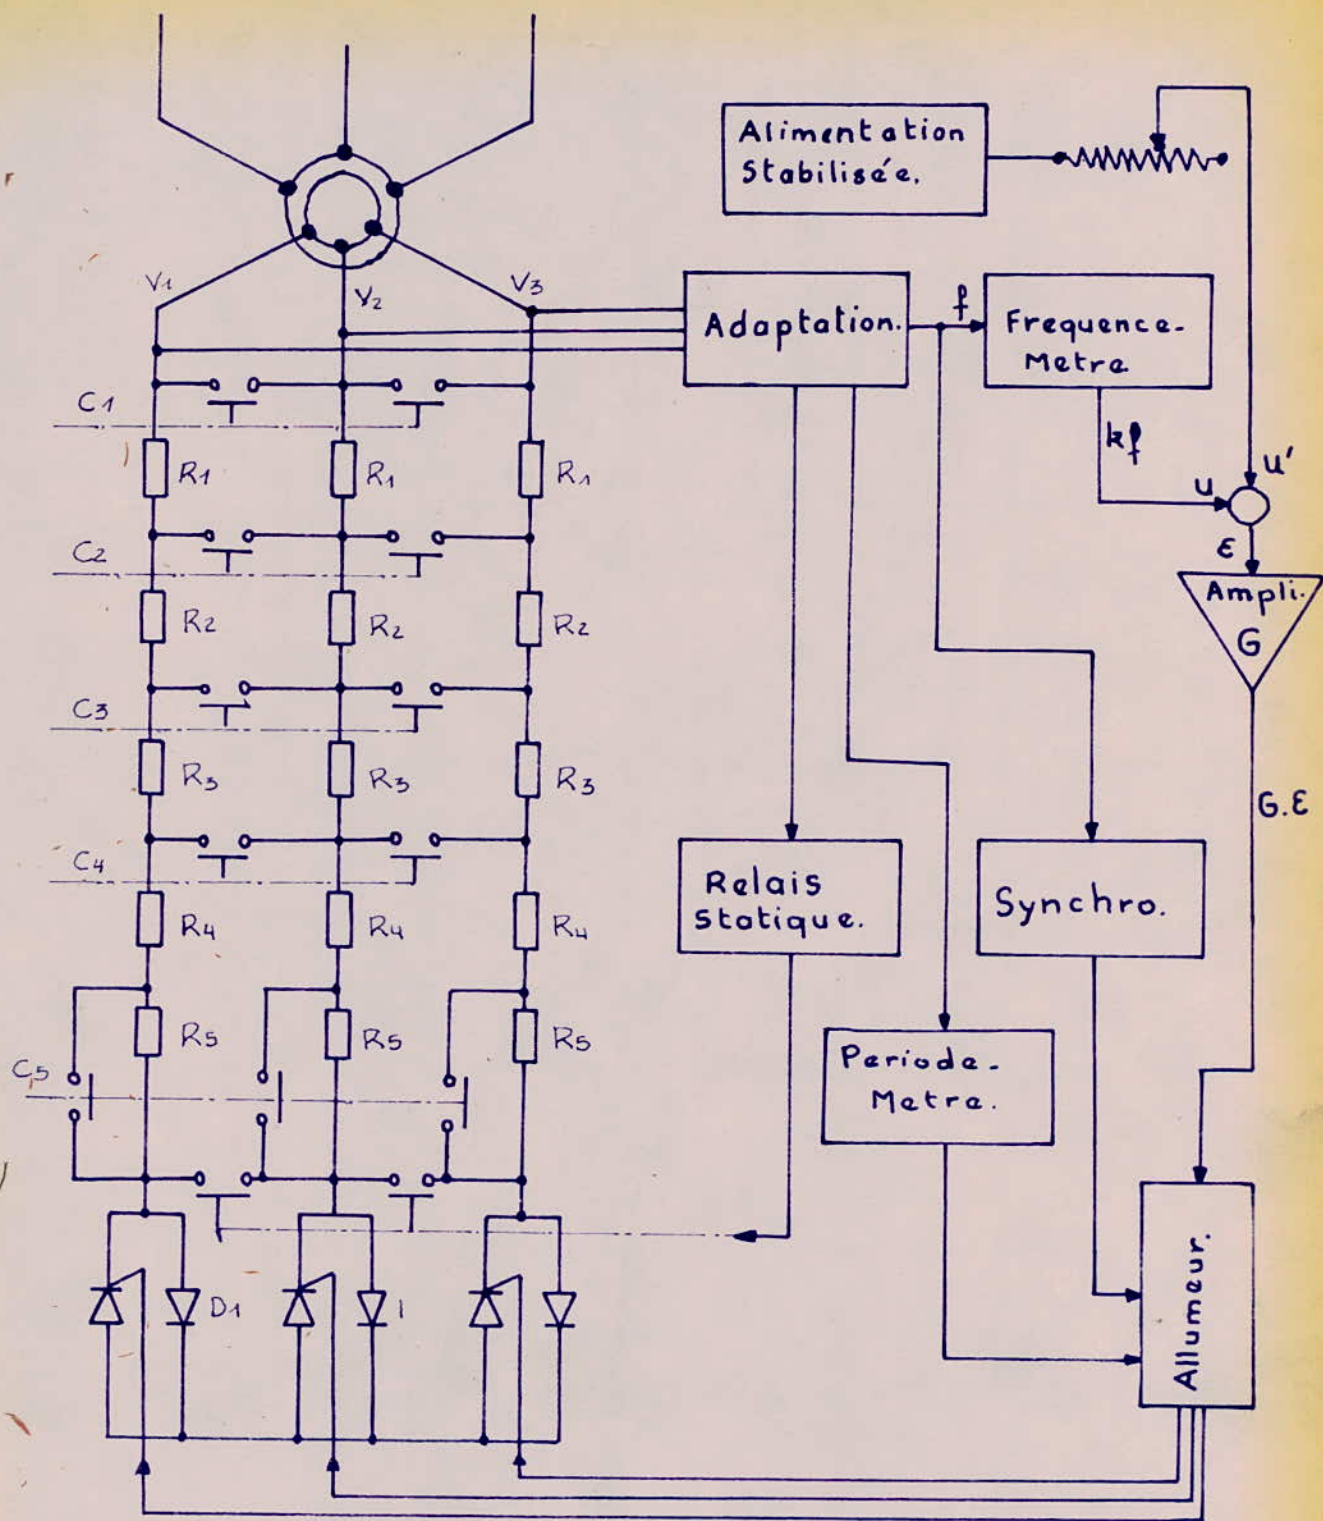 Alimentation
Stabilisée.
V1
V2
V3
Adaptation.
f
Frequence-
Metre
C1
kf
u
u'
R1
R1
R1
ε
C2
Ampli.
G
R2
R2
R2
C3
R3
R3
R3
G.ε
C4
Relais
Statique.
Synchro.
R4
R4
R4
R5
R5
R5
C5
Periode-
Metre.
Allumeur.
D1